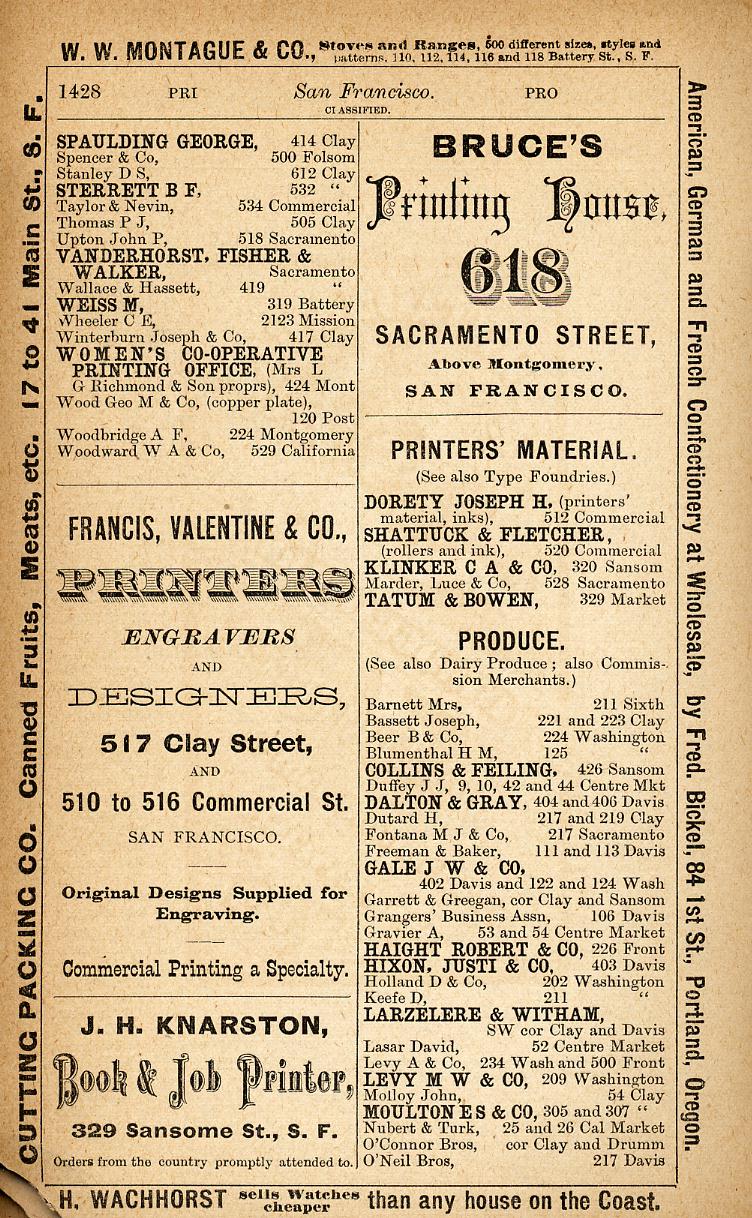 W. W. MONTAGUE & CO., Stoves and Ranges, 500 different sizes, styles and
patterns. 110, 112, 114, 116 and 118 Battery St., S. F.
1428 PRI San Francisco. PRO
CLASSIFIED.
SPAULDING GEORGE, 414 Clay
Spencer & Co, 500 Folsom
Stanley D S, 612 Clay
STERRETT B F, 532 "
Taylor & Nevin, 534 Commercial
Thomas P J, 505 Clay
Upton John P, 518 Sacramento
VANDERHORST, FISHER &
WALKER, Sacramento
Wallace & Hassett, 419 "
WEISS M, 319 Battery
Wheeler C E, 2123 Mission
Winterburn Joseph & Co, 417 Clay
WOMEN'S CO-OPERATIVE
PRINTING OFFICE, (Mrs L
G Richmond & Son proprs), 424 Mont
Wood Geo M & Co, (copper plate),
120 Post
Woodbridge A F, 224 Montgomery
Woodward W A & Co, 529 California
FRANCIS, VALENTINE & CO.,
PRINTERS
ENGRAVERS
AND
DESIGNERS,
517 Clay Street,
AND
510 to 516 Commercial St.
SAN FRANCISCO.
Original Designs Supplied for
Engraving.
Commercial Printing a Specialty.
J. H. KNARSTON,
Book & Job Printer,
329 Sansome St., S. F.
Orders from the country promptly attended to.
BRUCE'S
Printing House,
618
SACRAMENTO STREET,
Above Montgomery,
SAN FRANCISCO.
PRINTERS' MATERIAL.
(See also Type Foundries.)
DORETY JOSEPH H, (printers'
material, inks), 512 Commercial
SHATTUCK & FLETCHER,
(rollers and ink), 520 Commercial
KLINKER C A & CO, 320 Sansom
Marder, Luce & Co, 528 Sacramento
TATUM & BOWEN, 329 Market
PRODUCE.
(See also Dairy Produce; also Commis-
sion Merchants.)
Barnett Mrs, 211 Sixth
Bassett Joseph, 221 and 223 Clay
Beer B & Co, 224 Washington
Blumenthal H M, 125 "
COLLINS & FEILING, 426 Sansom
Duffey J J, 9, 10, 42 and 44 Centre Mkt
DALTON & GRAY, 404 and 406 Davis
Dutard H, 217 and 219 Clay
Fontana M J & Co, 217 Sacramento
Freeman & Baker, 111 and 113 Davis
GALE J W & CO,
402 Davis and 122 and 124 Wash
Garrett & Greegan, cor Clay and Sansom
Grangers' Business Assn, 106 Davis
Gravier A, 53 and 54 Centre Market
HAIGHT ROBERT & CO, 226 Front
HIXON, JUSTI & CO, 403 Davis
Holland D & Co, 202 Washington
Keefe D, 211 "
LARZELERE & WITHAM,
SW cor Clay and Davis
Lasar David, 52 Centre Market
Levy A & Co, 234 Wash and 500 Front
LEVY M W & CO, 209 Washington
Molloy John, 54 Clay
MOULTON E S & CO, 305 and 307 "
Nubert & Turk, 25 and 26 Cal Market
O'Connor Bros, cor Clay and Drumm
O'Neil Bros, 217 Davis
CUTTING PACKING CO. Canned Fruits, Meats, etc. 17 to 41 Main St., S. F.
American, German and French Confectionery at Wholesale, by Fred. Bickel, 84 1st St., Portland, Oregon.
H. WACHHORST sells Watches cheaper than any house on the Coast.